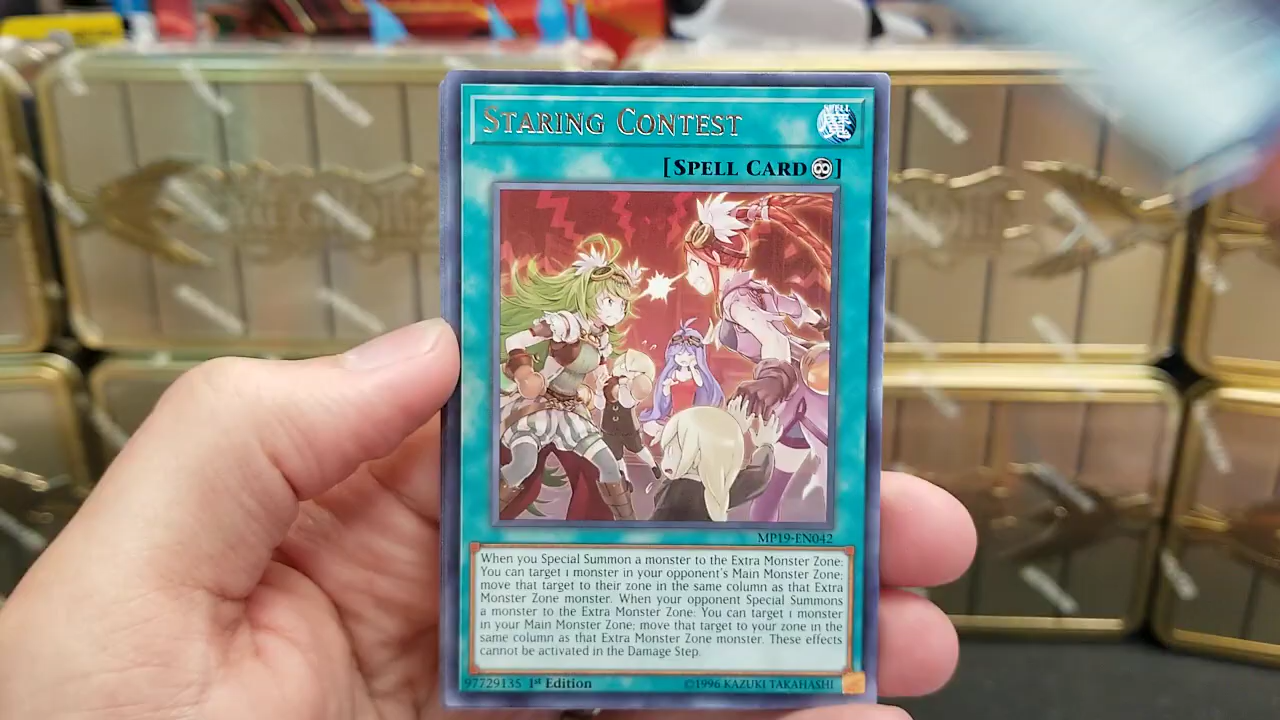 STARING CONTEST
SPELL
魔
[SPELL CARD]
MP19-EN042
When you Special Summon a monster to the Extra Monster Zone:
You can target 1 monster in your opponent's Main Monster Zone;
move that target to their zone in the same column as that Extra
Monster Zone monster. When your opponent Special Summons
a monster to the Extra Monster Zone: You can target 1 monster
in your Main Monster Zone; move that target to your zone in the
same column as that Extra Monster Zone monster. These effects
cannot be activated in the Damage Step.
97729135 1st Edition ©1996 KAZUKI TAKAHASHI